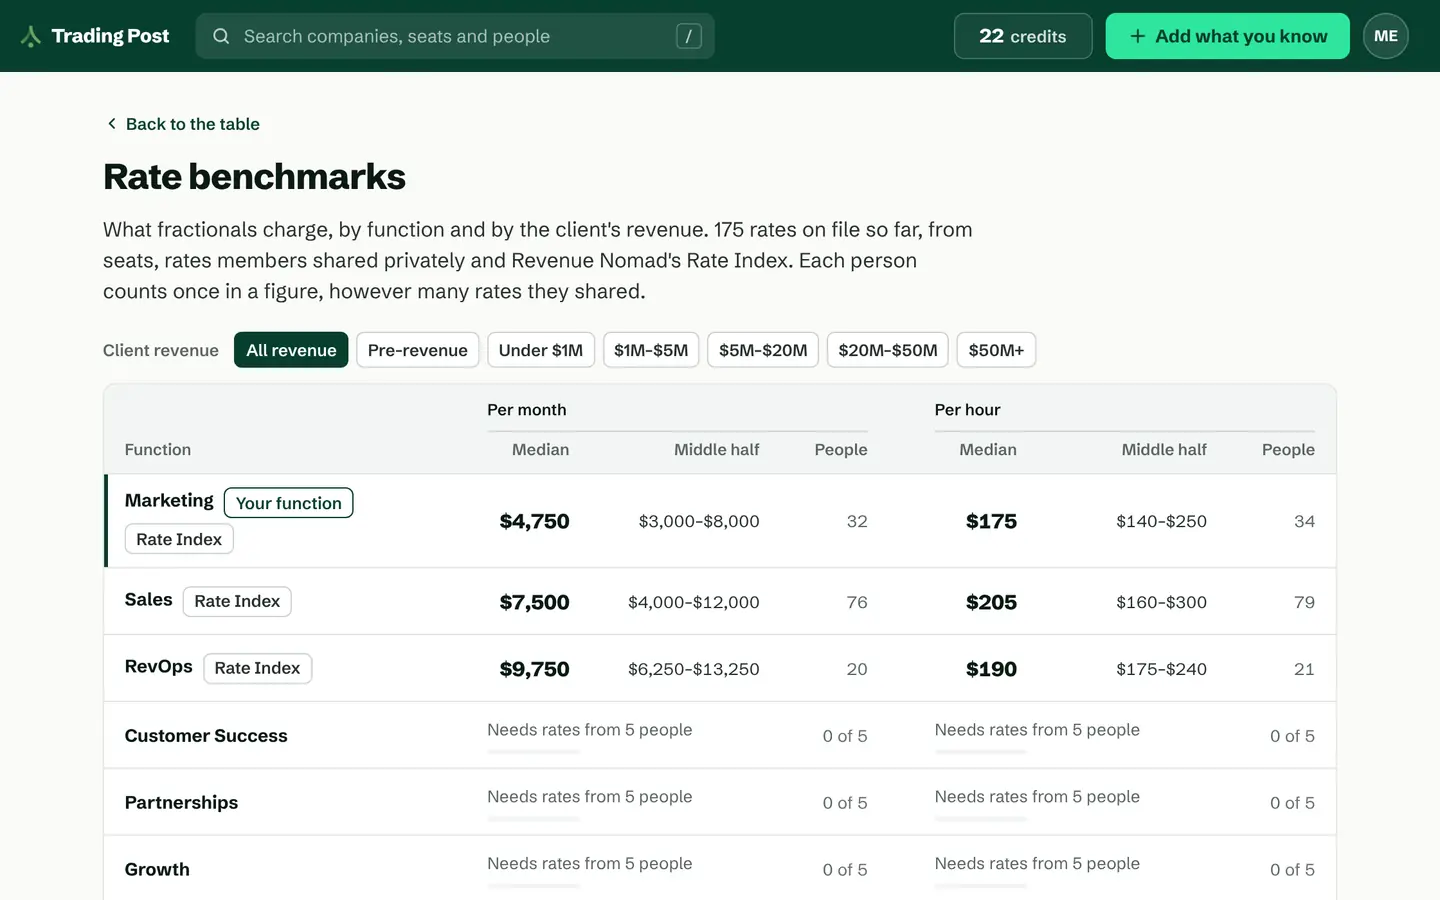 Trading Post
Search companies, seats and people
/
22 credits
+ Add what you know
ME
Back to the table
Rate benchmarks
What fractionals charge, by function and by the client's revenue. 175 rates on file so far, from
seats, rates members shared privately and Revenue Nomad's Rate Index. Each person
counts once in a figure, however many rates they shared.
Client revenue All revenue Pre-revenue Under $1M $1M–$5M $5M–$20M $20M–$50M $50M+
Per month Per hour
Function Median Middle half People Median Middle half People
Marketing Your function
Rate Index
$4,750 $3,000–$8,000 32 $175 $140–$250 34
Sales Rate Index $7,500 $4,000–$12,000 76 $205 $160–$300 79
RevOps Rate Index $9,750 $6,250–$13,250 20 $190 $175–$240 21
Customer Success Needs rates from 5 people 0 of 5 Needs rates from 5 people 0 of 5
Partnerships Needs rates from 5 people 0 of 5 Needs rates from 5 people 0 of 5
Growth Needs rates from 5 people 0 of 5 Needs rates from 5 people 0 of 5